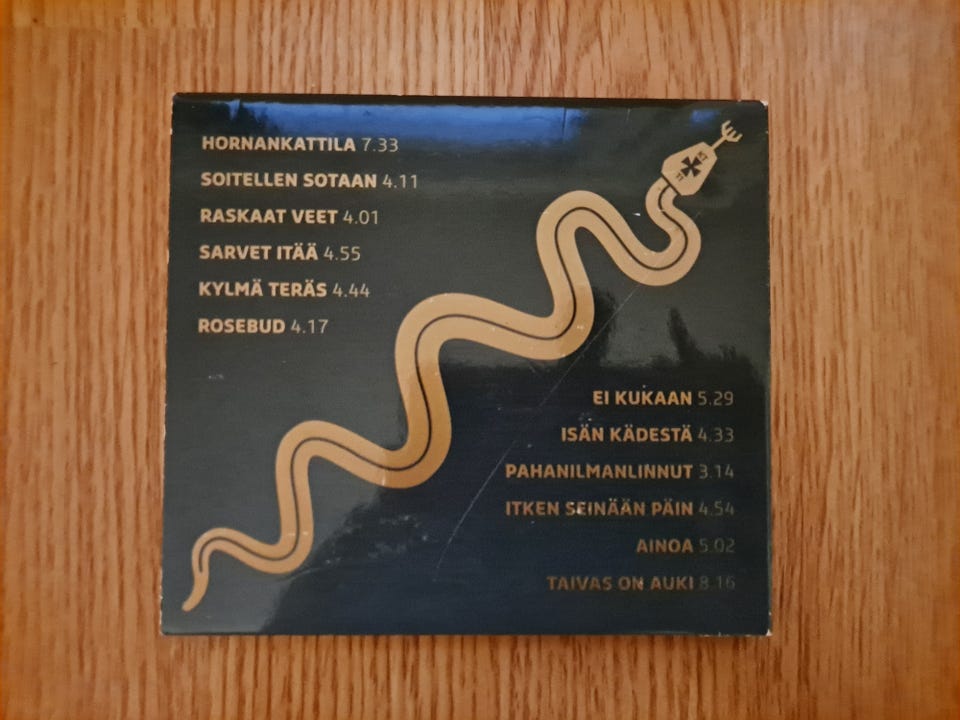 HORNANKATTILA 7.33
SOITELLEN SOTAAN 4.11
RASKAAT VEET 4.01
SARVET ITÄÄ 4.55
KYLMÄ TERÄS 4.44
ROSEBUD 4.17
EI KUKAAN 5.29
ISÄN KÄDESTÄ 4.33
PAHANILMANLINNUT 3.14
ITKEN SEINÄÄN PÄIN 4.54
AINOA 5.02
TAIVAS ON AUKI 8.16